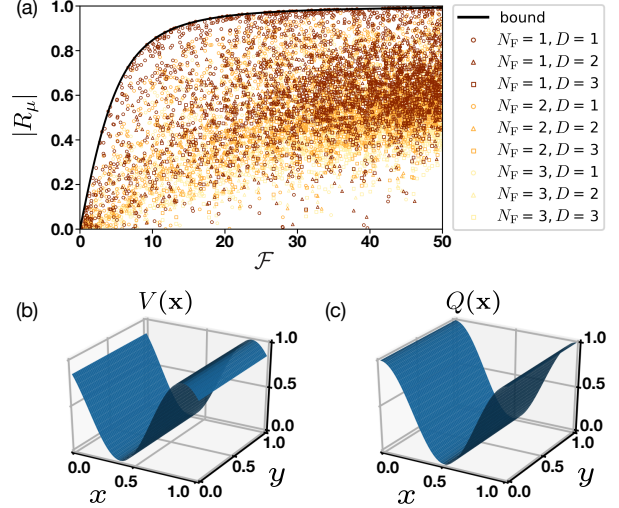 (a)
1.0
0.8
0.6
0.4
0.2
0.0
|R_μ|
0 10 20 30 40 50
ℱ
bound
N_F = 1, D = 1
N_F = 1, D = 2
N_F = 1, D = 3
N_F = 2, D = 1
N_F = 2, D = 2
N_F = 2, D = 3
N_F = 3, D = 1
N_F = 3, D = 2
N_F = 3, D = 3
(b)
V(x)
1.0
0.5
0.0
1.0
0.5
0.0
y
0.0 0.5 1.0
x
(c)
Q(x)
1.0
0.5
0.0
1.0
0.5
0.0
y
0.0 0.5 1.0
x